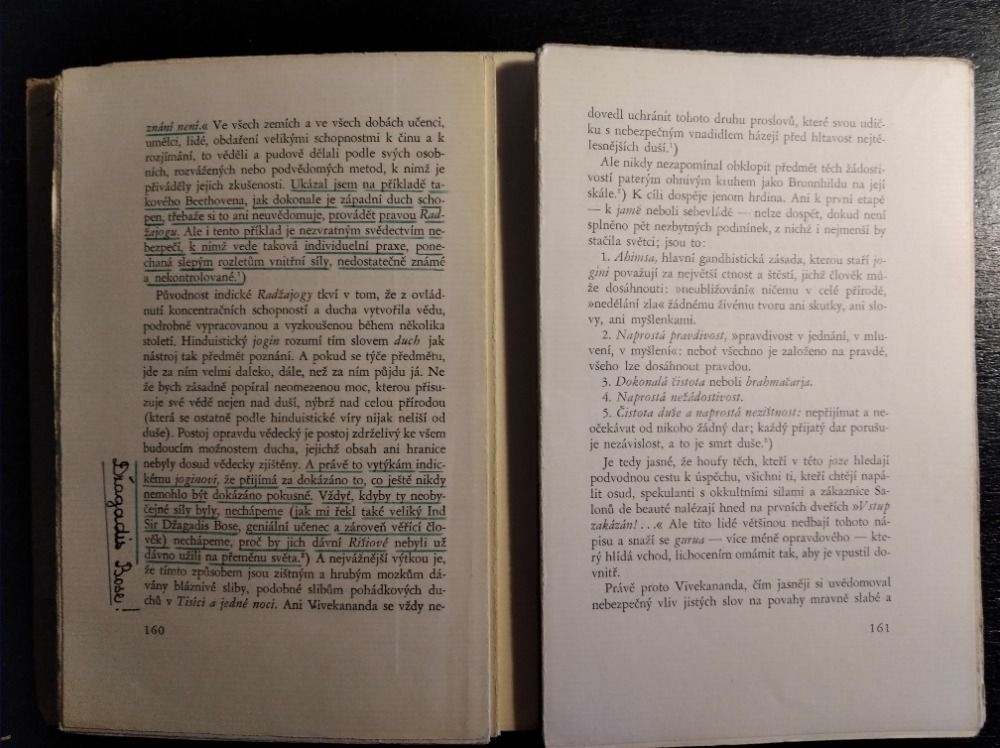 znání není.« Ve všech zemích a ve všech dobách učenci,
umělci, lidé, obdaření velikými schopnostmi k činu a k
rozjímání, to věděli a pudově dělali podle svých osob-
ních, rozvážených nebo podvědomých metod, k nimž je
přiváděly jejich zkušenosti. Ukázal jsem na příkladě ta-
kového Beethovena, jak dokonale je západní duch scho-
pen, třebaže si to ani neuvědomuje, provádět pravou Rad-
žajogu. Ale i tento příklad je nezvratným svědectvím ne-
bezpečí, k nimž vede taková individuelní praxe, pone-
chaná slepým rozletům vnitřní síly, nedostatečně známé
a nekontrolované.¹)
Původnost indické Radžajogy tkví v tom, že z ovlád-
nutí koncentračních schopností a ducha vytvořila vědu,
podrobně vypracovanou a vyzkoušenou během několika
století. Hinduistický jogin rozumí tím slovem duch jak
nástroj tak předmět poznání. A pokud se týče předmětu,
jde za ním velmi daleko, dále, než za ním půjdu já. Ne
že bych zásadně popíral neomezenou moc, kterou přisu-
zuje své vědě nejen nad duší, nýbrž nad celou přírodou
(která se ostatně podle hinduistické víry nijak neliší od
duše). Postoj opravdu vědecký je postoj zdrželivý ke všem
budoucím možnostem ducha, jejichž obsah ani hranice
nebyly dosud vědecky zjištěny. A právě to vytýkám indic-
kému joginovi, že přijímá za dokázáno to, co ještě nikdy
nemohlo být dokázáno pokusně. Vždyť, kdyby ty neoby-
čejné síly byly, nechápeme (jak mi řekl také veliký Ind
Sir Džagadis Bose, geniální učenec a zároveň věřící člo-
věk) nechápeme, proč by jich dávní Rišiové nebyli už
dávno užili na přeměnu světa.²) A nejvážnější výtkou je,
že tímto způsobem jsou zištným a hrubým mozkům dá-
vány bláznivé sliby, podobné slibům pohádkových du-
chů v Tisíci a jedné noci. Ani Vivekananda se vždy ne-
160
Džagadis Bose!
dovedl uchránit tohoto druhu proslovů, které svou udič-
ku s nebezpečným vnadidlem házejí před hltavost nejtě-
lesnějších duší.¹)
Ale nikdy nezapomínal obklopit předmět těch žádosti-
vostí paterým ohnivým kruhem jako Brunnhildu na její
skále.²) K cíli dospěje jenom hrdina. Ani k první etapě
— k jamě neboli sebevládě — nelze dospět, dokud není
splněno pět nezbytných podmínek, z nichž i nejmenší by
stačila světci; jsou to:
1. Ahimsa, hlavní gandhistická zásada, kterou staří jo-
gini považují za největší ctnost a štěstí, jichž člověk mů-
že dosáhnouti: »neubližování« ničemu v celé přírodě,
»nedělání zla« žádnému živému tvoru ani skutky, ani slo-
vy, ani myšlenkami.
2. Naprostá pravdivost, »pravdivost v jednání, v mlu-
vení, v myšlení«: neboť všechno je založeno na pravdě,
všeho lze dosáhnout pravdou.
3. Dokonalá čistota neboli brahmačarja.
4. Naprostá nežádostivost.
5. Čistota duše a naprostá nezištnost: nepřijímat a ne-
očekávat od nikoho žádný dar; každý přijatý dar porušu-
je nezávislost, a to je smrt duše.²)
Je tedy jasné, že houfy těch, kteří v této joze hledají
podvodnou cestu k úspěchu, všichni ti, kteří chtějí napá-
lit osud, spekulanti s okkultními silami a zákaznice Sa-
lonů de beauté nalézají hned na prvních dveřích »Vstup
zakázán!...« Ale tito lidé většinou nedbají tohoto ná-
pisu a snaží se gurua — více méně opravdového — kte-
rý hlídá vchod, lichocením omámit tak, aby je vpustil do-
vnitř.
Právě proto Vivekananda, čím jasněji si uvědomoval
nebezpečný vliv jistých slov na povahy mravně slabé a
161